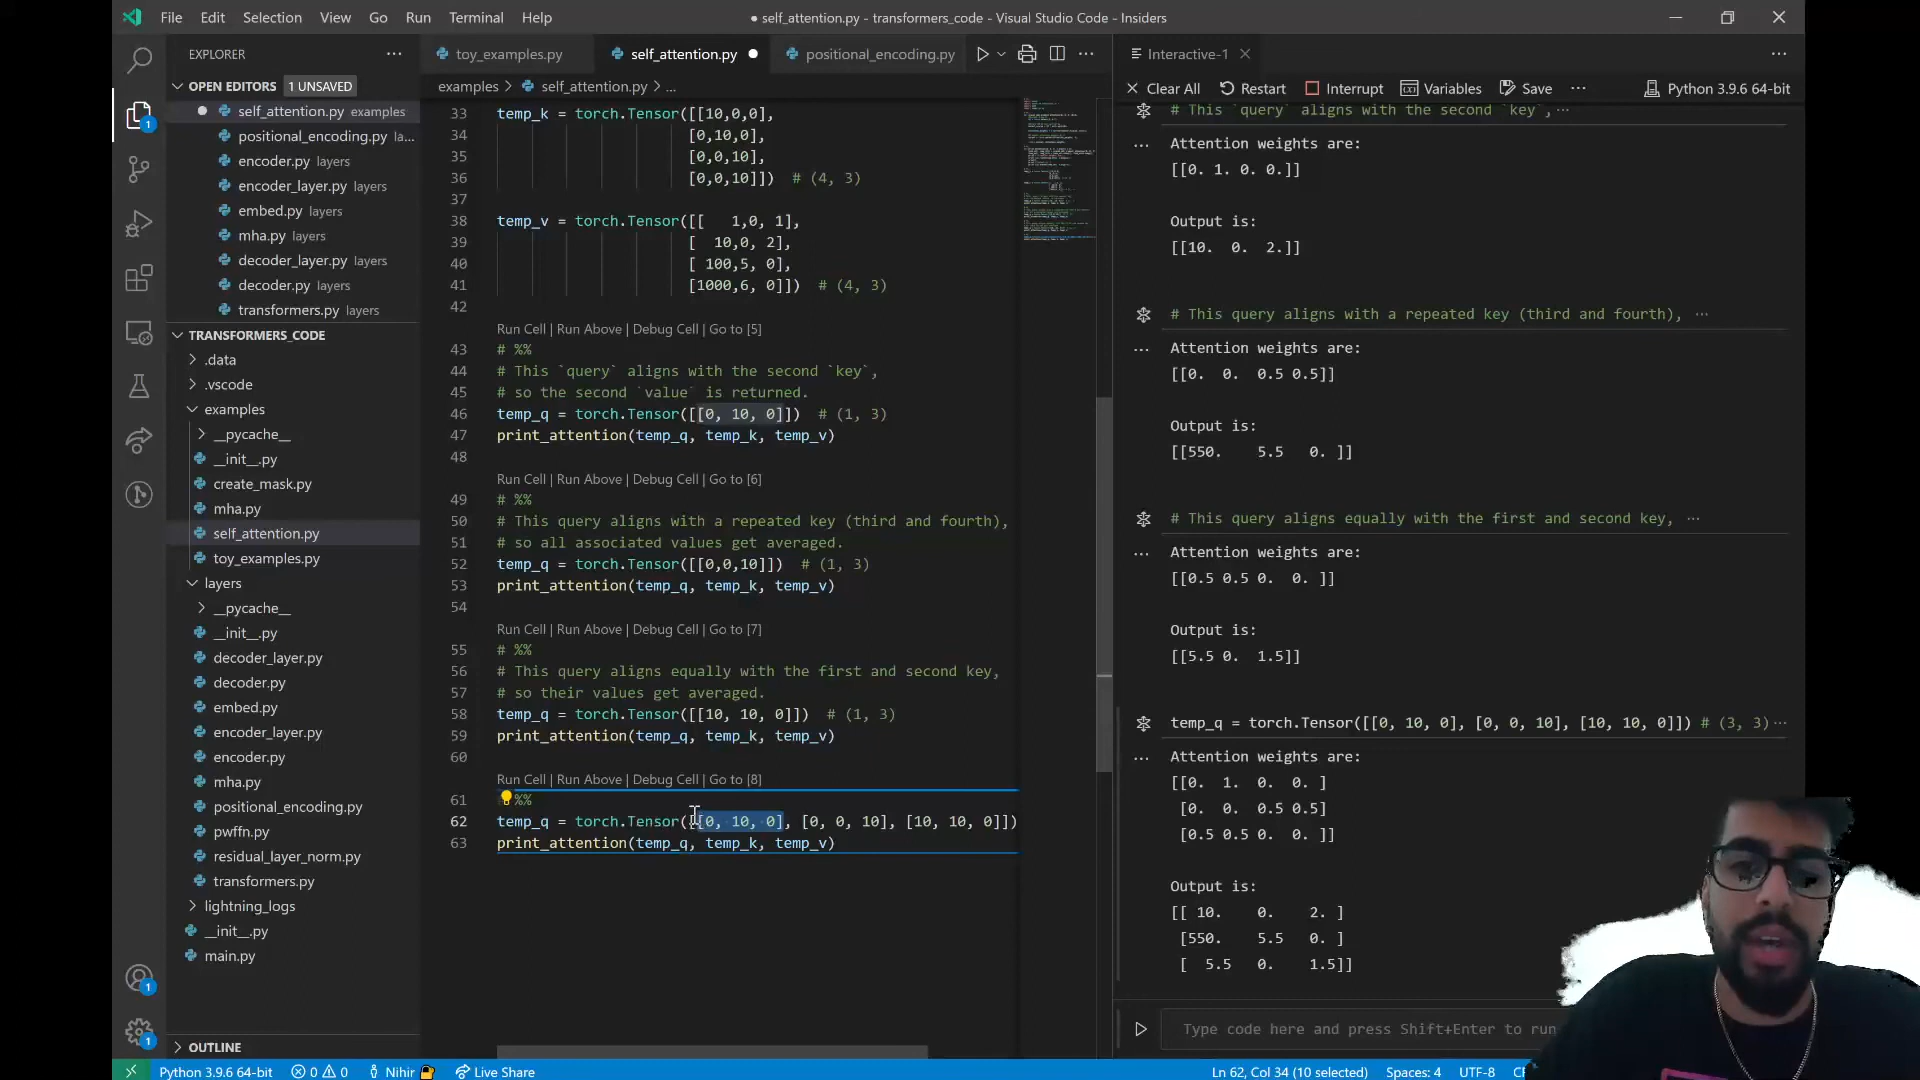 File Edit Selection View Go Run Terminal Help
● self_attention.py - transformers_code - Visual Studio Code - Insiders
EXPLORER
OPEN EDITORS 1 UNSAVED
self_attention.py examples
positional_encoding.py la...
encoder.py layers
encoder_layer.py layers
embed.py layers
mha.py layers
decoder_layer.py layers
decoder.py layers
transformers.py layers
TRANSFORMERS_CODE
.data
.vscode
examples
__pycache__
__init__.py
create_mask.py
mha.py
self_attention.py
toy_examples.py
layers
__pycache__
__init__.py
decoder_layer.py
decoder.py
embed.py
encoder_layer.py
encoder.py
mha.py
positional_encoding.py
pwffn.py
residual_layer_norm.py
transformers.py
lightning_logs
__init__.py
main.py
OUTLINE
1
1
1
toy_examples.py self_attention.py positional_encoding.py
examples > self_attention.py > ...
33 temp_k = torch.Tensor([[10,0,0],
34 [0,10,0],
35 [0,0,10],
36 [0,0,10]]) # (4, 3)
37
38 temp_v = torch.Tensor([[ 1,0, 1],
39 [ 10,0, 2],
40 [ 100,5, 0],
41 [1000,6, 0]]) # (4, 3)
42
Run Cell | Run Above | Debug Cell | Go to [5]
43 # %%
44 # This `query` aligns with the second `key`,
45 # so the second `value` is returned.
46 temp_q = torch.Tensor([[0, 10, 0]]) # (1, 3)
47 print_attention(temp_q, temp_k, temp_v)
48
Run Cell | Run Above | Debug Cell | Go to [6]
49 # %%
50 # This query aligns with a repeated key (third and fourth),
51 # so all associated values get averaged.
52 temp_q = torch.Tensor([[0,0,10]]) # (1, 3)
53 print_attention(temp_q, temp_k, temp_v)
54
Run Cell | Run Above | Debug Cell | Go to [7]
55 # %%
56 # This query aligns equally with the first and second key,
57 # so their values get averaged.
58 temp_q = torch.Tensor([[10, 10, 0]]) # (1, 3)
59 print_attention(temp_q, temp_k, temp_v)
60
Run Cell | Run Above | Debug Cell | Go to [8]
61 %%
62 temp_q = torch.Tensor([[0, 10, 0], [0, 0, 10], [10, 10, 0]])
63 print_attention(temp_q, temp_k, temp_v)
Interactive-1
Clear All Restart Interrupt Variables Save ... Python 3.9.6 64-bit
# This `query` aligns with the second `key`,...
Attention weights are:
[[0. 1. 0. 0.]]
Output is:
[[10. 0. 2.]]
# This query aligns with a repeated key (third and fourth), ...
Attention weights are:
[[0. 0. 0.5 0.5]]
Output is:
[[550. 5.5 0. ]]
# This query aligns equally with the first and second key, ...
Attention weights are:
[[0.5 0.5 0. 0. ]]
Output is:
[[5.5 0. 1.5]]
temp_q = torch.Tensor([[0, 10, 0], [0, 0, 10], [10, 10, 0]]) # (3, 3)...
Attention weights are:
[[0. 1. 0. 0. ]
[0. 0. 0.5 0.5]
[0.5 0.5 0. 0. ]]
Output is:
[[ 10. 0. 2. ]
[550. 5.5 0. ]
[ 5.5 0. 1.5]]
Type code here and press Shift+Enter to run
Python 3.9.6 64-bit 0 0 Nihir Live Share Ln 62, Col 34 (10 selected) Spaces: 4 UTF-8